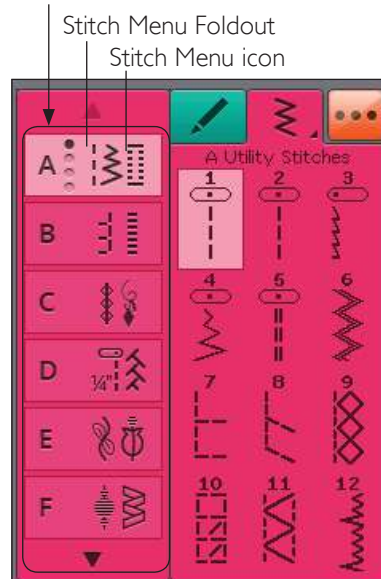 Stitch Menu Foldout
Stitch Menu icon
A Utility Stitches
A
B
C
D
1/4"
E
F
1 2 3
4 5 6
7 8 9
10 11 12